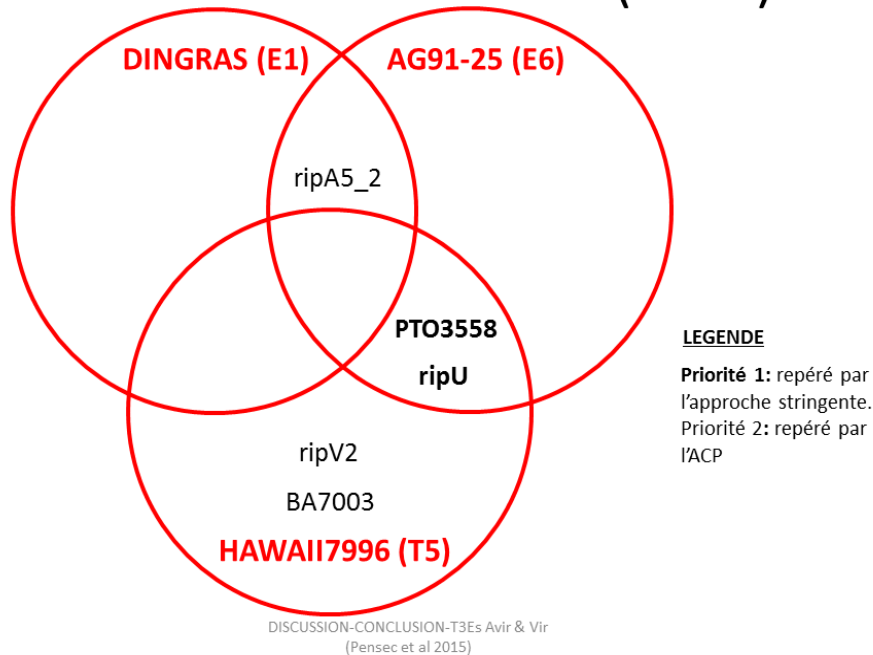 DINGRAS (E1)
AG91-25 (E6)
ripA5_2
PTO3558
ripU
ripV2
BA7003
HAWAII7996 (T5)
LEGENDE
Priorité 1: repéré par
l'approche stringente.
Priorité 2: repéré par
l'ACP
DISCUSSION-CONCLUSION-T3Es Avir & Vir
(Pensec et al 2015)